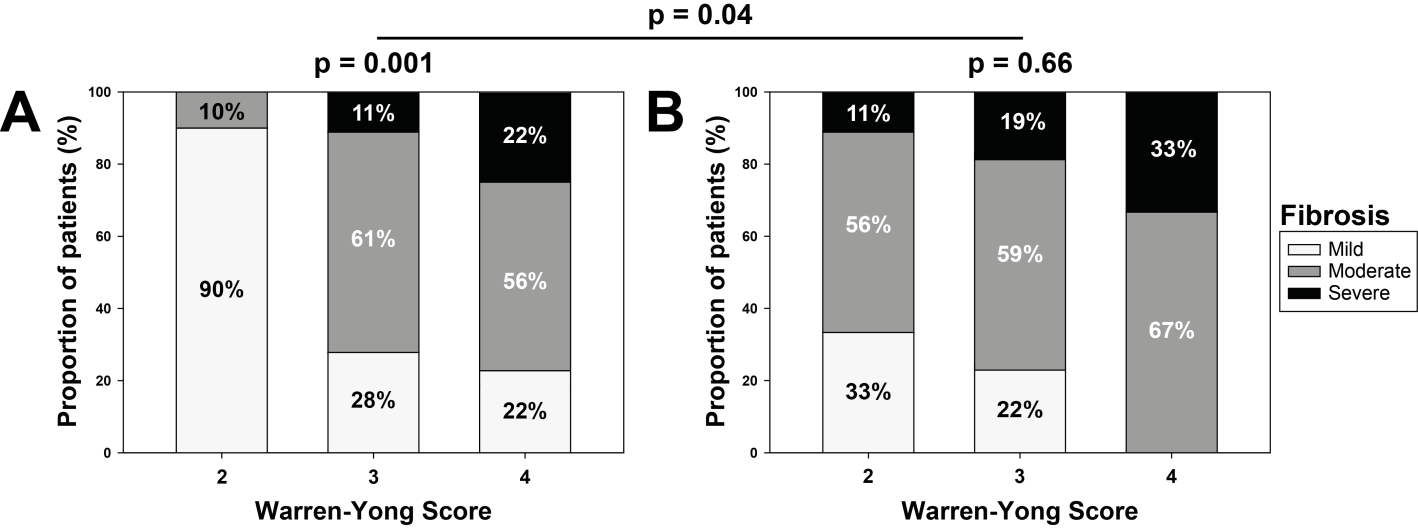 p = 0.04
p = 0.001
p = 0.66
A
B
Proportion of patients (%)
100
80
60
40
20
0
10%
90%
11%
61%
28%
22%
56%
22%
2
3
4
Warren-Yong Score
Proportion of patients (%)
100
80
60
40
20
0
11%
56%
33%
19%
59%
22%
33%
67%
2
3
4
Warren-Yong Score
Fibrosis
Mild
Moderate
Severe